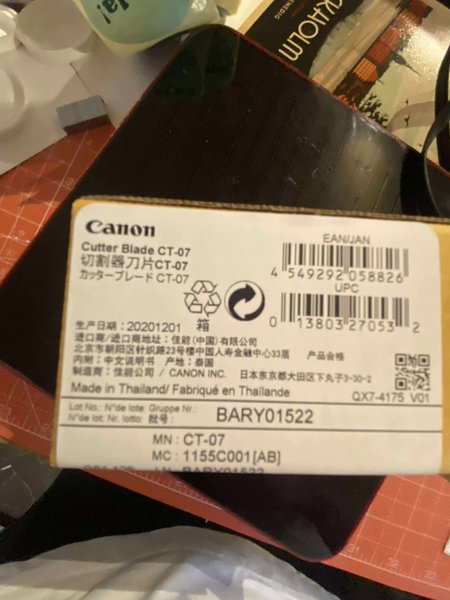 KHOLM
Canon
Cutter Blade CT-07
切割器刀片CT-07
カッターブレード CT-07
EAN/JAN
4 549292 058826
UPC
0 13803 27053 2
生产日期：20201201 箱
进口商/进口商地址：佳能(中国)有限公司
北京市朝阳区针织路23号楼中国人寿金融中心33层 产品合格
附件：中文说明书 产地：泰国
制造商：佳能公司 / CANON INC. 日本东京都大田区下丸子3-30-2
Made in Thailand/ Fabriqué en Thaïlande
QX7-4175 V01
Lot No.: N°de lote: Gruppe Nr.:
N°de lot. Nr. lotto: 批号:
BARY01522
MN : CT-07
MC : 1155C001[AB]